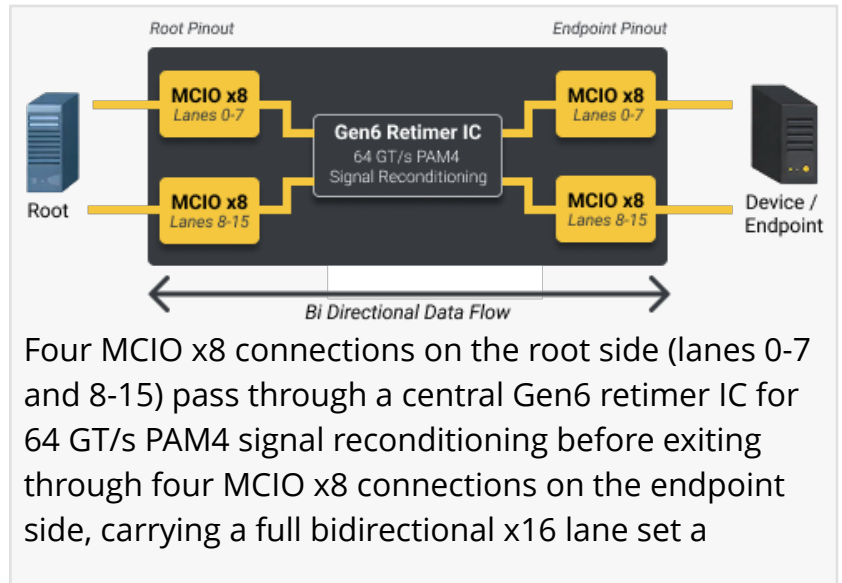 Root Pinout
Endpoint Pinout
MCIO x8
Lanes 0-7
MCIO x8
Lanes 0-7
Gen6 Retimer IC
64 GT/s PAM4
Signal Reconditioning
MCIO x8
Lanes 8-15
MCIO x8
Lanes 8-15
Root
Device /
Endpoint
Bi Directional Data Flow
Four MCIO x8 connections on the root side (lanes 0-7
and 8-15) pass through a central Gen6 retimer IC for
64 GT/s PAM4 signal reconditioning before exiting
through four MCIO x8 connections on the endpoint
side, carrying a full bidirectional x16 lane set a